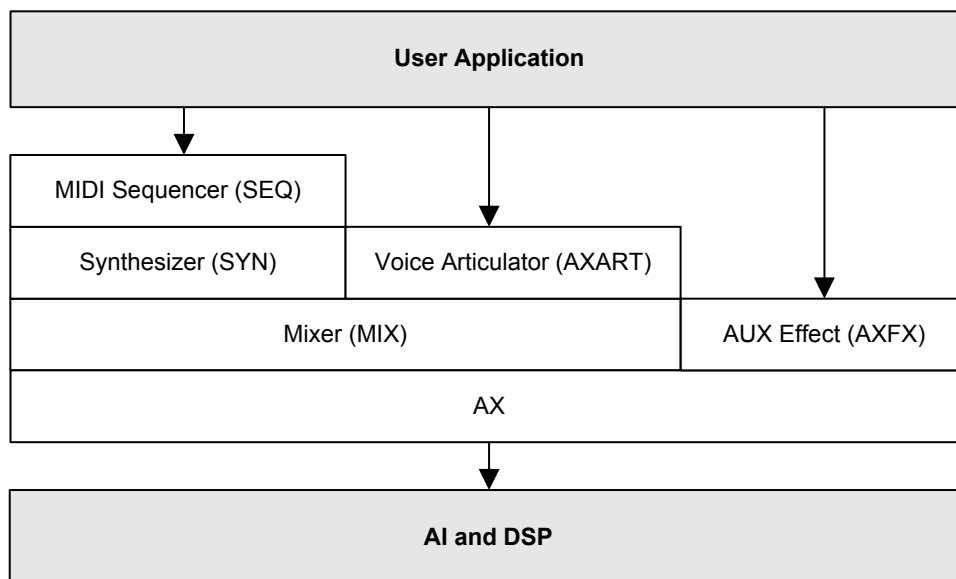 User Application
MIDI Sequencer (SEQ)
Synthesizer (SYN)
Voice Articulator (AXART)
Mixer (MIX)
AUX Effect (AXFX)
AX
AI and DSP